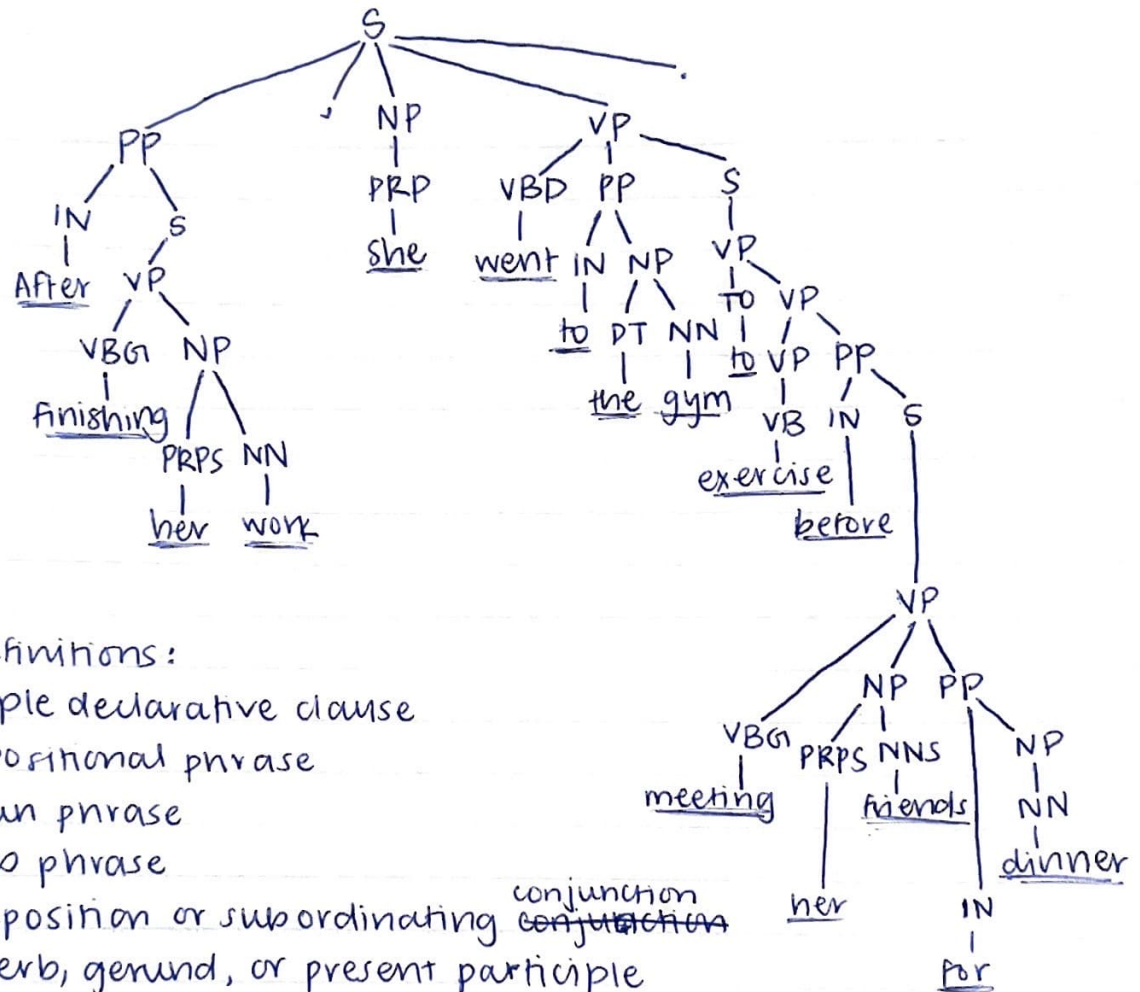 S
, NP VP .
PP
PRP VBD PP S
IN S
she went IN NP VP
After VP
TO VP
to DT NN
VBG NP to VP PP
the gym
finishing VB IN S
PRPS NN
exercise
her work before
VP
finitions:
NP PP
ple declarative clause
VBG PRPS NNS NP
ositional phrase
meeting friends NN
un phrase
dinner
o phrase
conjunction
her IN
position or subordinating conjunction
erb, gerund, or present participle
for